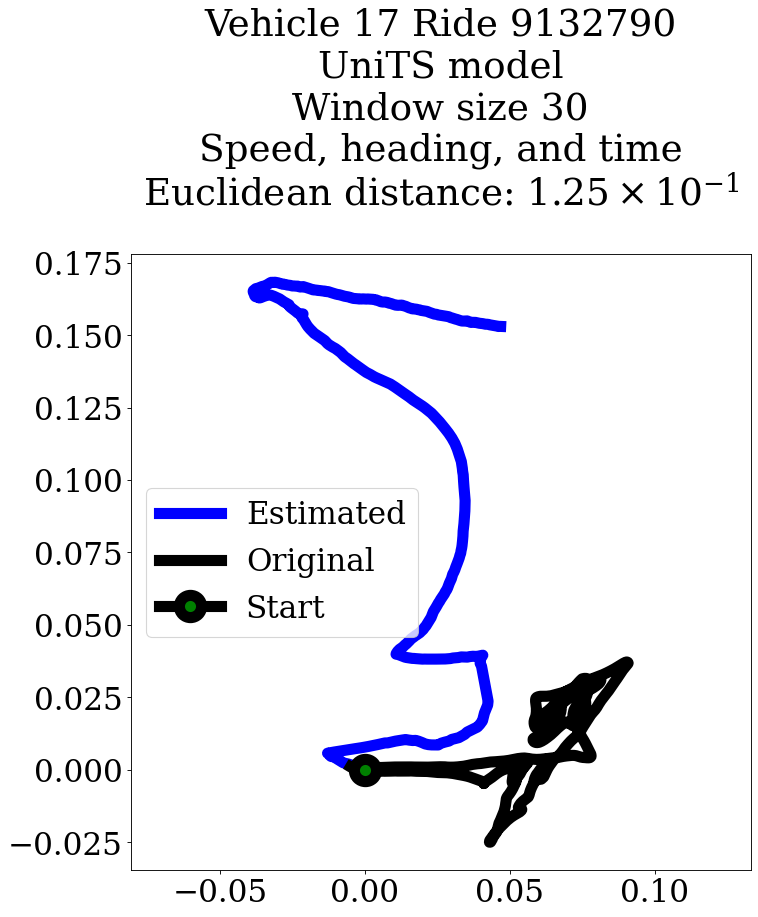 Vehicle 17 Ride 9132790
UniTS model
Window size 30
Speed, heading, and time
Euclidean distance: 1.25 × 10⁻¹
0.175
0.150
0.125
0.100
0.075
0.050
0.025
0.000
−0.025
Estimated
Original
Start
−0.05
0.00
0.05
0.10